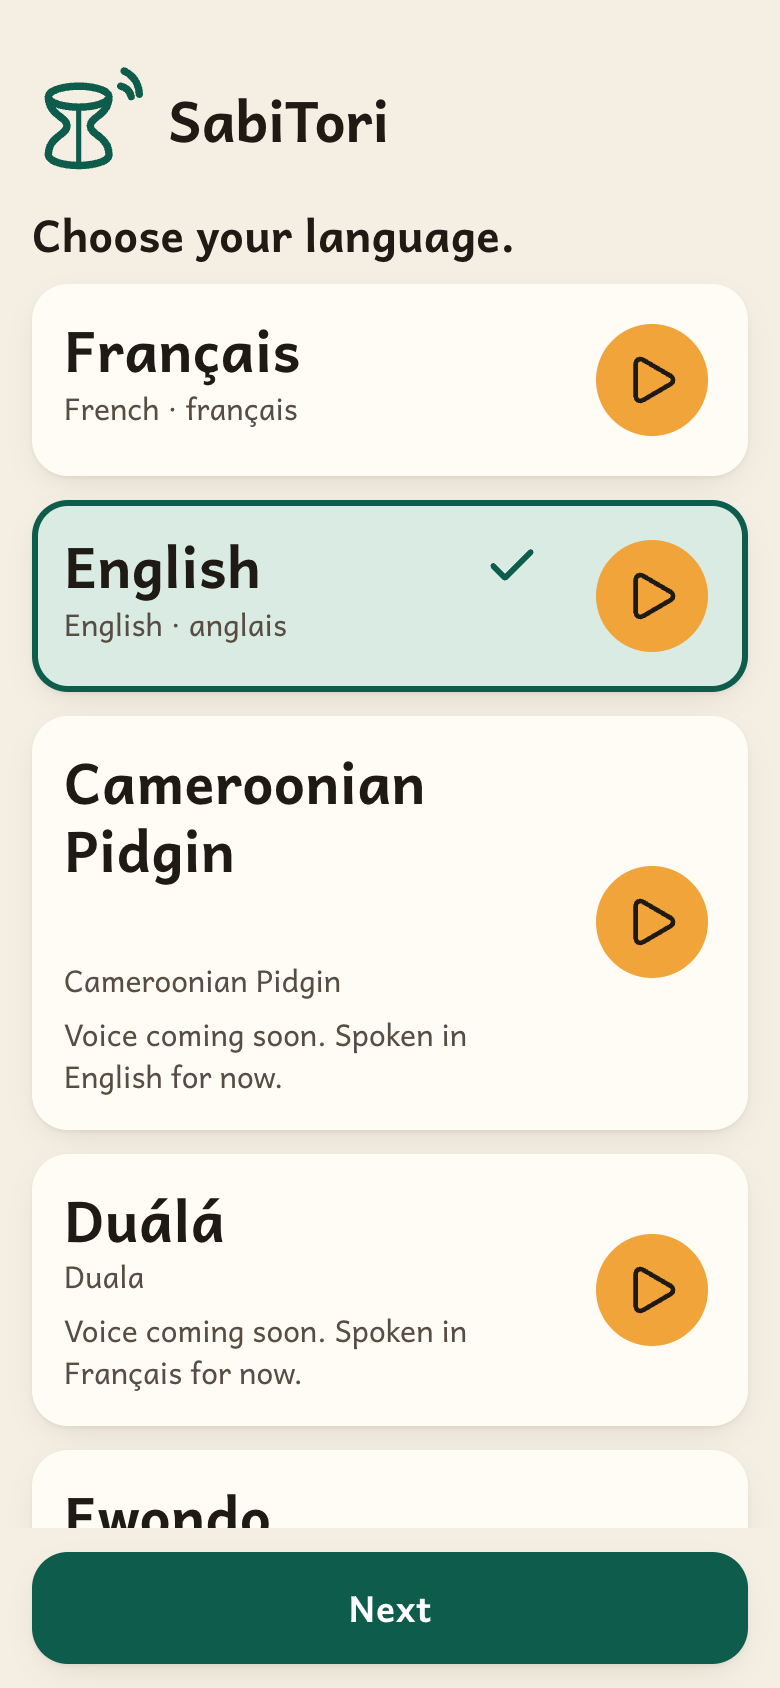 SabiTori
Choose your language.
Français
French · français
English
English · anglais
Cameroonian
Pidgin
Cameroonian Pidgin
Voice coming soon. Spoken in
English for now.
Duálá
Duala
Voice coming soon. Spoken in
Français for now.
Ewondo
Next